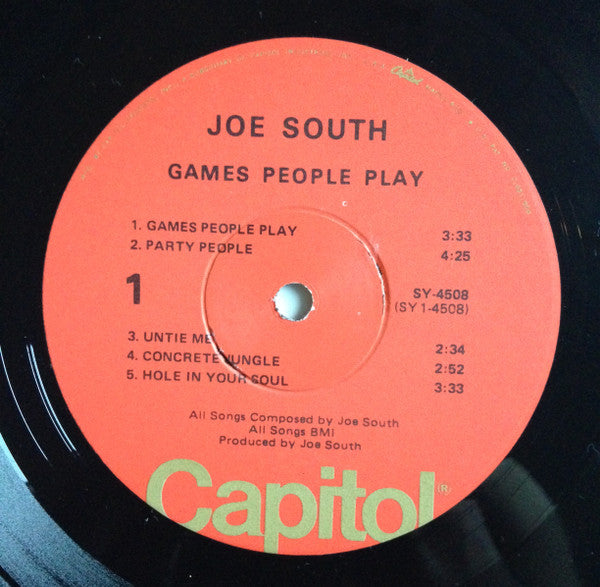 JOE SOUTH
GAMES PEOPLE PLAY
1. GAMES PEOPLE PLAY 3:33
2. PARTY PEOPLE 4:25
1
SY-4508
(SY 1-4508)
3. UNTIE ME 2:34
4. CONCRETE JUNGLE 2:52
5. HOLE IN YOUR SOUL 3:33
All Songs Composed by Joe South
All Songs BMI
Produced by Joe South
Capitol (R)
Capitol